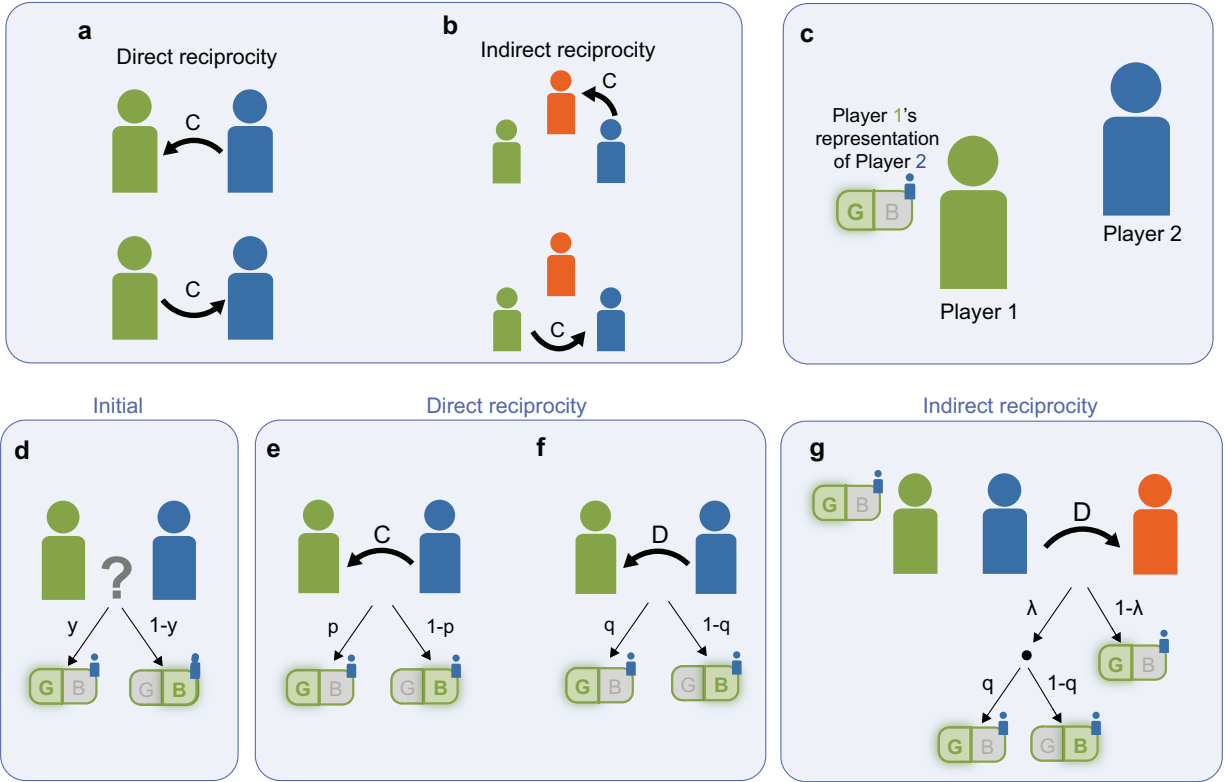 a
Direct reciprocity
C
C
b
Indirect reciprocity
C
C
c
Player 1's
representation
of Player 2
G B
Player 1
Player 2
Initial
d
?
y 1-y
G B G B
Direct reciprocity
e
C
p 1-p
G B G B
f
D
q 1-q
G B G B
Indirect reciprocity
g
G B
D
λ 1-λ
G B
q 1-q
G B G B